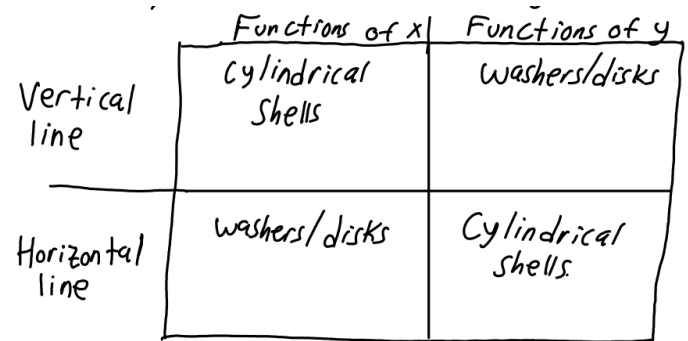 Functions of x Functions of y
Vertical line Cylindrical Shells washers/disks
Horizontal line washers/disks Cylindrical shells.